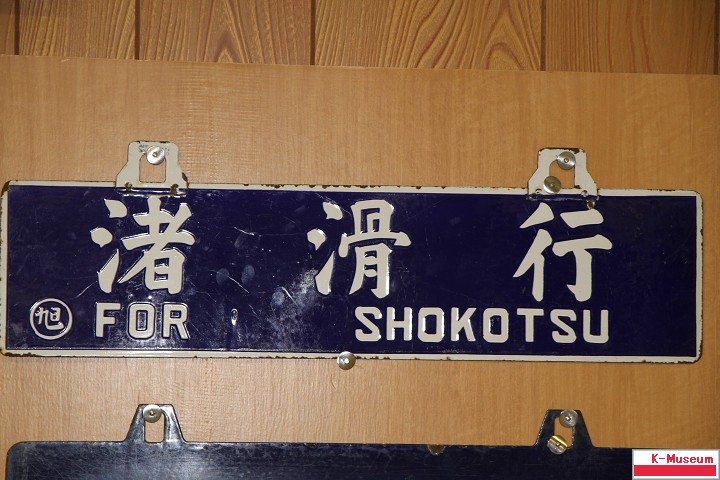 渚滑行
旭 FOR SHOKOTSU
K-Museum